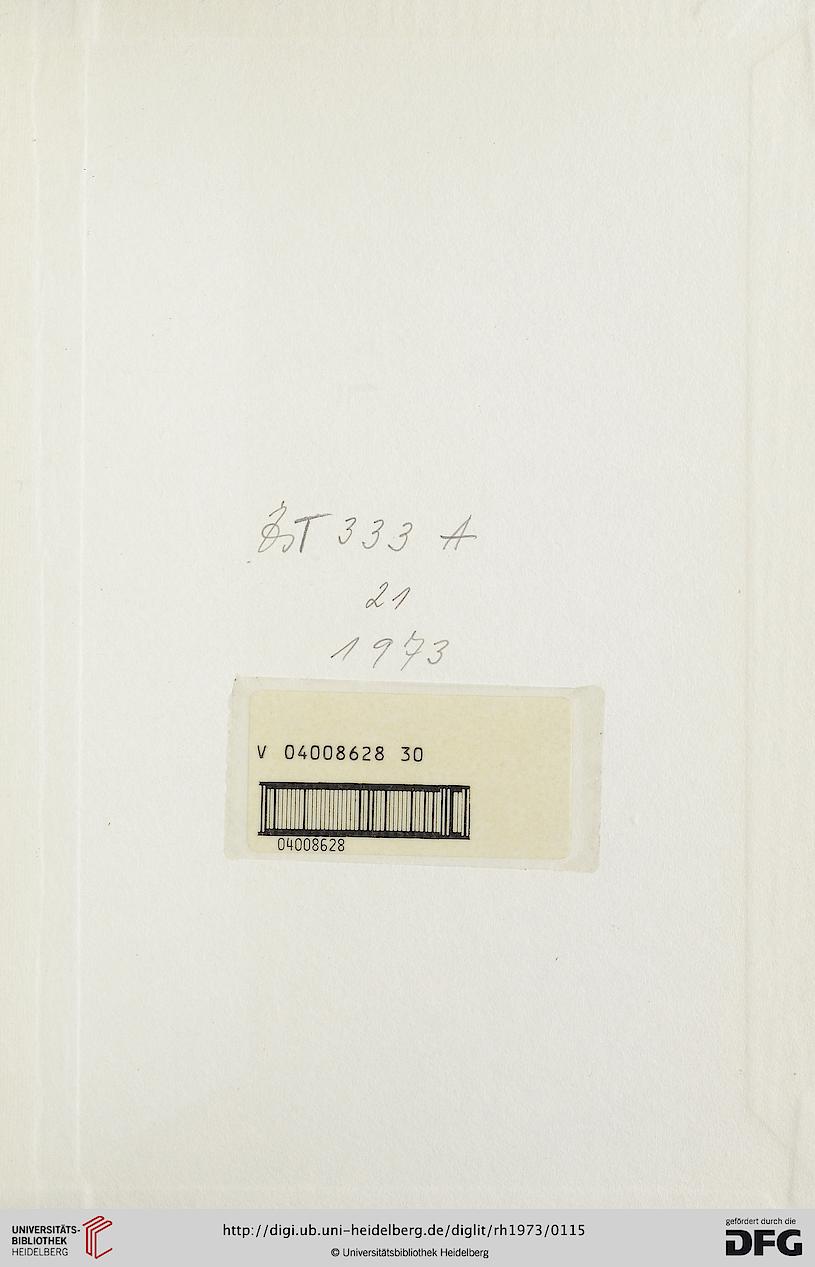 ZsT 333 A
21
1973
V 04008628 30
04008628
UNIVERSITÄTS-
BIBLIOTHEK
HEIDELBERG
http://digi.ub.uni-heidelberg.de/diglit/rh1973/0115
© Universitätsbibliothek Heidelberg
gefördert durch die
DFG